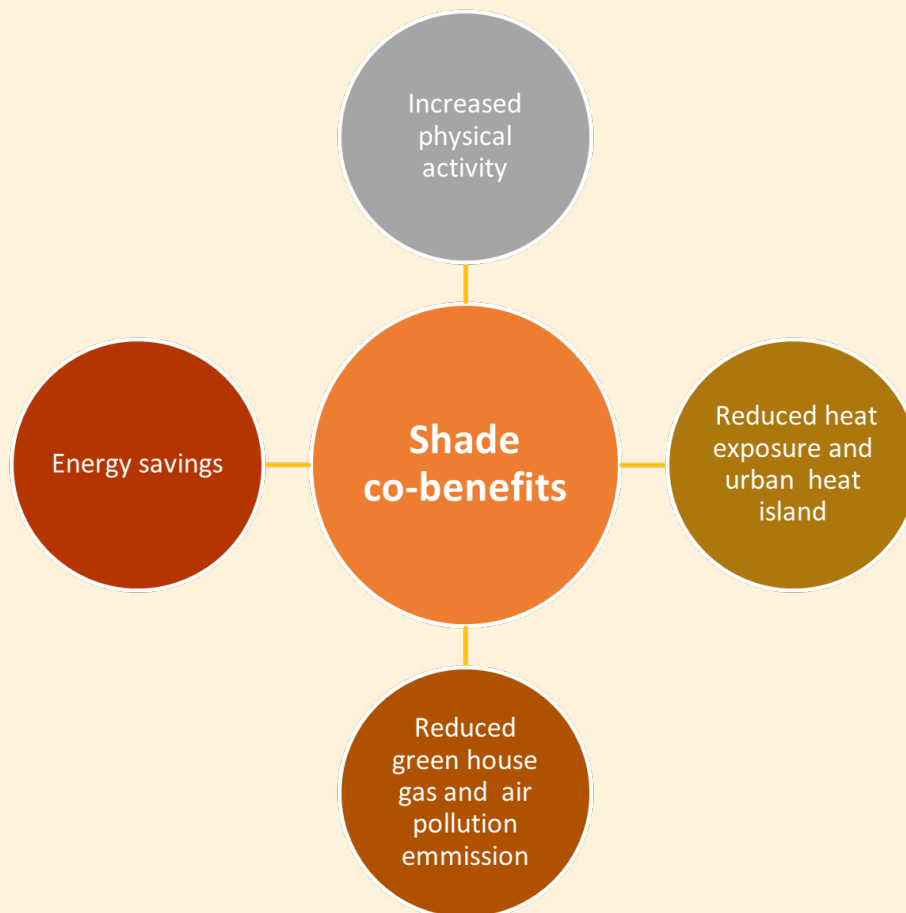 Increased
physical
activity
Energy savings
Shade
co-benefits
Reduced heat
exposure and
urban  heat
island
Reduced
green house
gas and  air
pollution
emmission